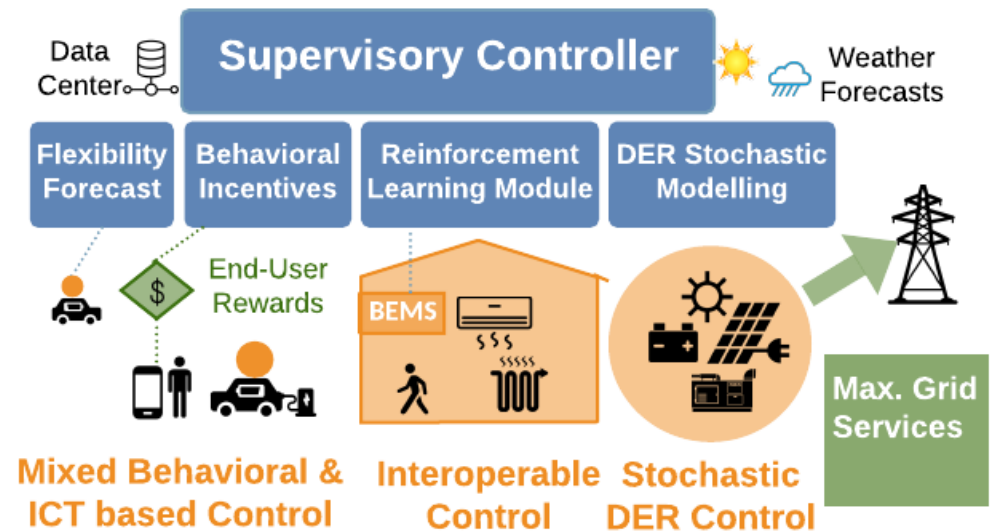 Data
Center
Supervisory Controller
Weather
Forecasts
Flexibility
Forecast
Behavioral
Incentives
Reinforcement
Learning Module
DER Stochastic
Modelling
$
End-User
Rewards
BEMS
Max. Grid
Services
Mixed Behavioral &
ICT based Control
Interoperable
Control
Stochastic
DER Control